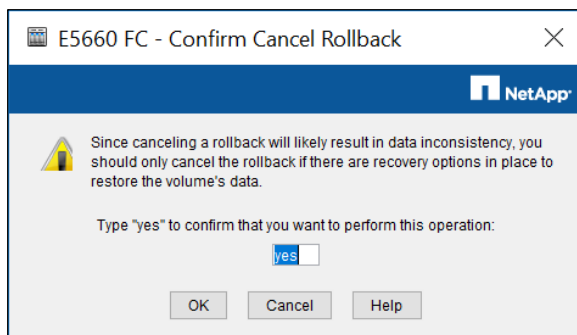 E5660 FC - Confirm Cancel Rollback
NetApp
Since canceling a rollback will likely result in data inconsistency, you
should only cancel the rollback if there are recovery options in place to
restore the volume's data.
Type "yes" to confirm that you want to perform this operation:
yes
OK Cancel Help